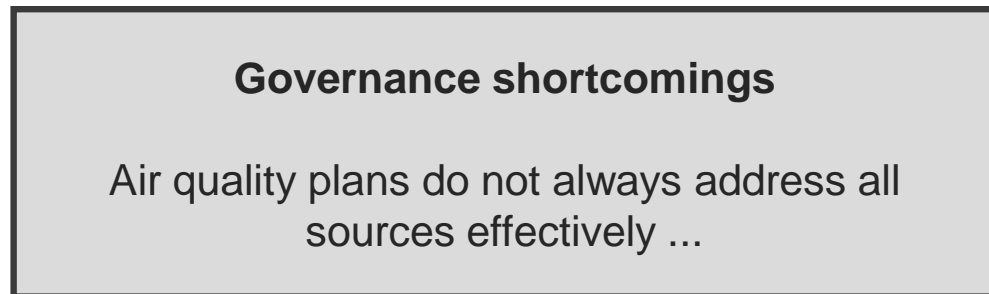 Governance shortcomings
Air quality plans do not always address all
sources effectively ...